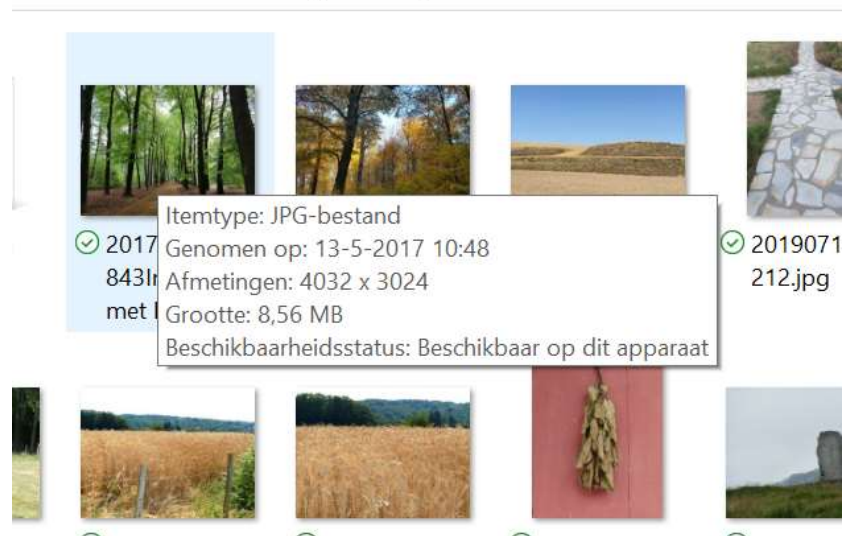 2017
843
met
Itemtype: JPG-bestand
Genomen op: 13-5-2017 10:48
Afmetingen: 4032 x 3024
Grootte: 8,56 MB
Beschikbaarheidsstatus: Beschikbaar op dit apparaat
2019071
212.jpg